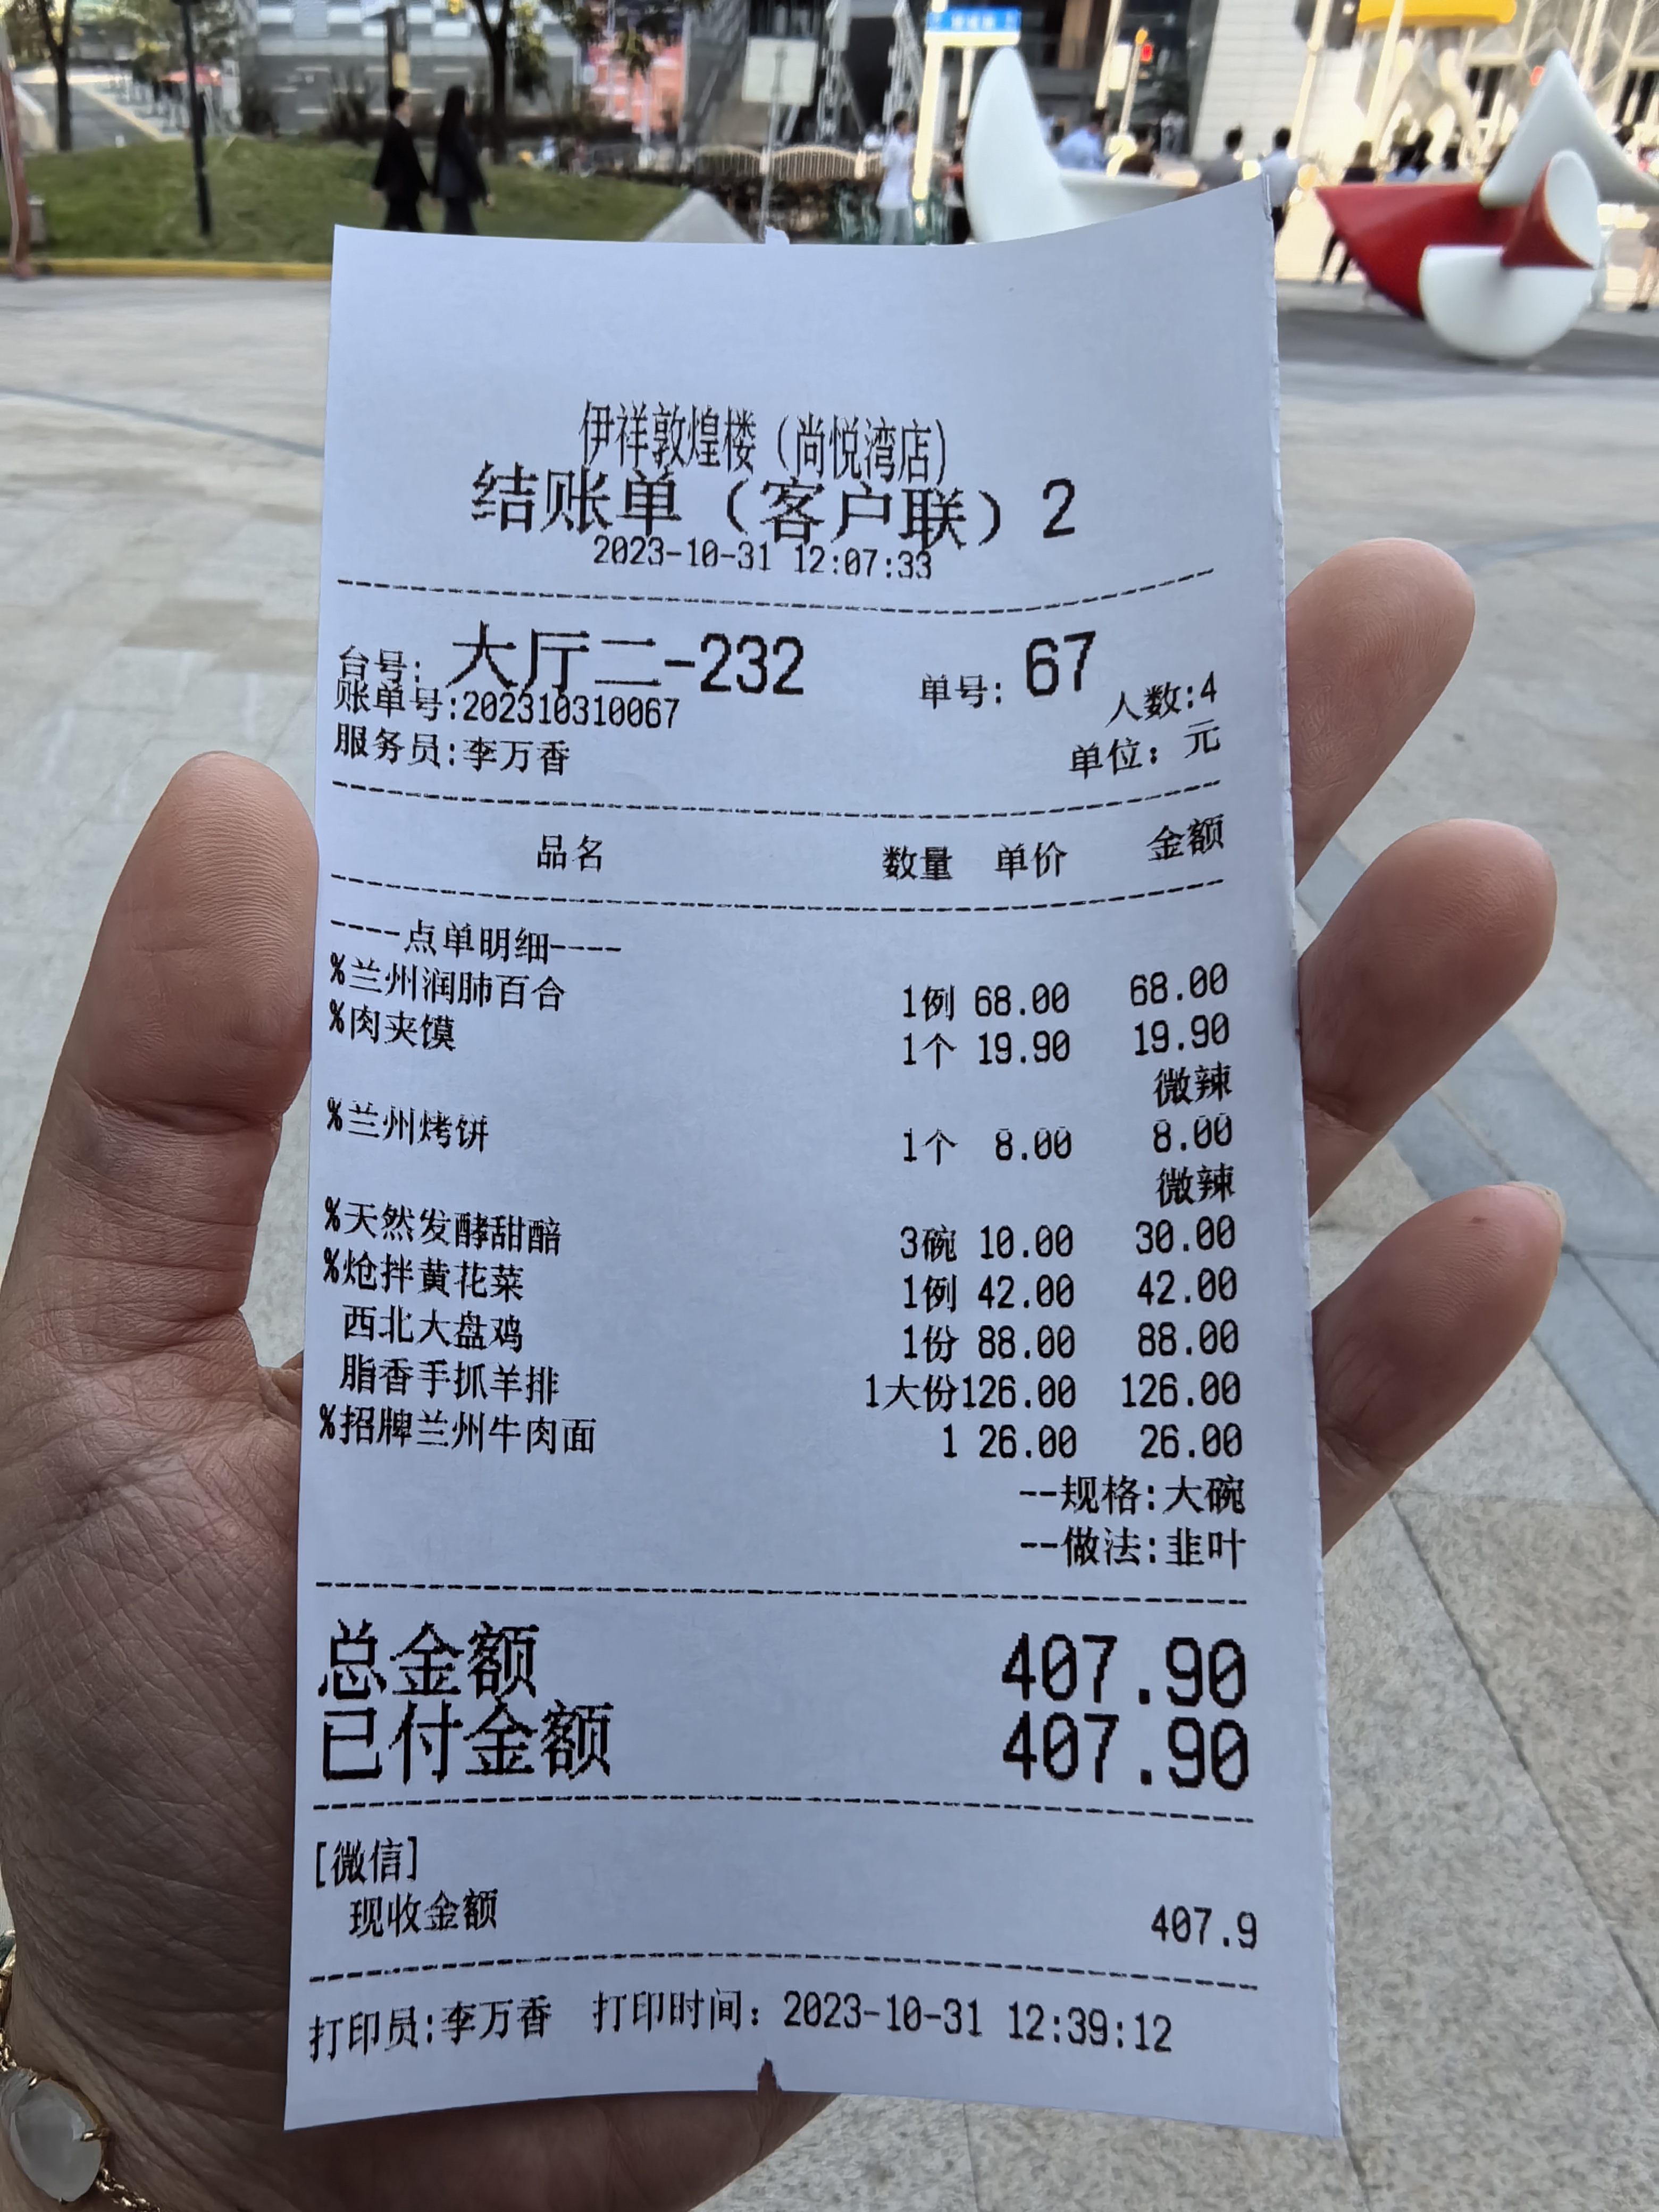 伊祥敦煌楼（尚悦湾店）
结账单（客户联）2
2023-10-31 12:07:33
台号：大厅二-232 单号：67
账单号:202310310067 人数:4
服务员:李万香 单位：元
品名 数量 单价 金额
----点单明细----
%兰州润肺百合 1例 68.00 68.00
%肉夹馍 1个 19.90 19.90
微辣
%兰州烤饼 1个 8.00 8.00
微辣
%天然发酵甜醅 3碗 10.00 30.00
%炝拌黄花菜 1例 42.00 42.00
西北大盘鸡 1份 88.00 88.00
脂香手抓羊排 1大份126.00 126.00
%招牌兰州牛肉面 1 26.00 26.00
--规格:大碗
--做法:韭叶
总金额 407.90
已付金额 407.90
[微信]
现收金额 407.9
打印员:李万香 打印时间：2023-10-31 12:39:12